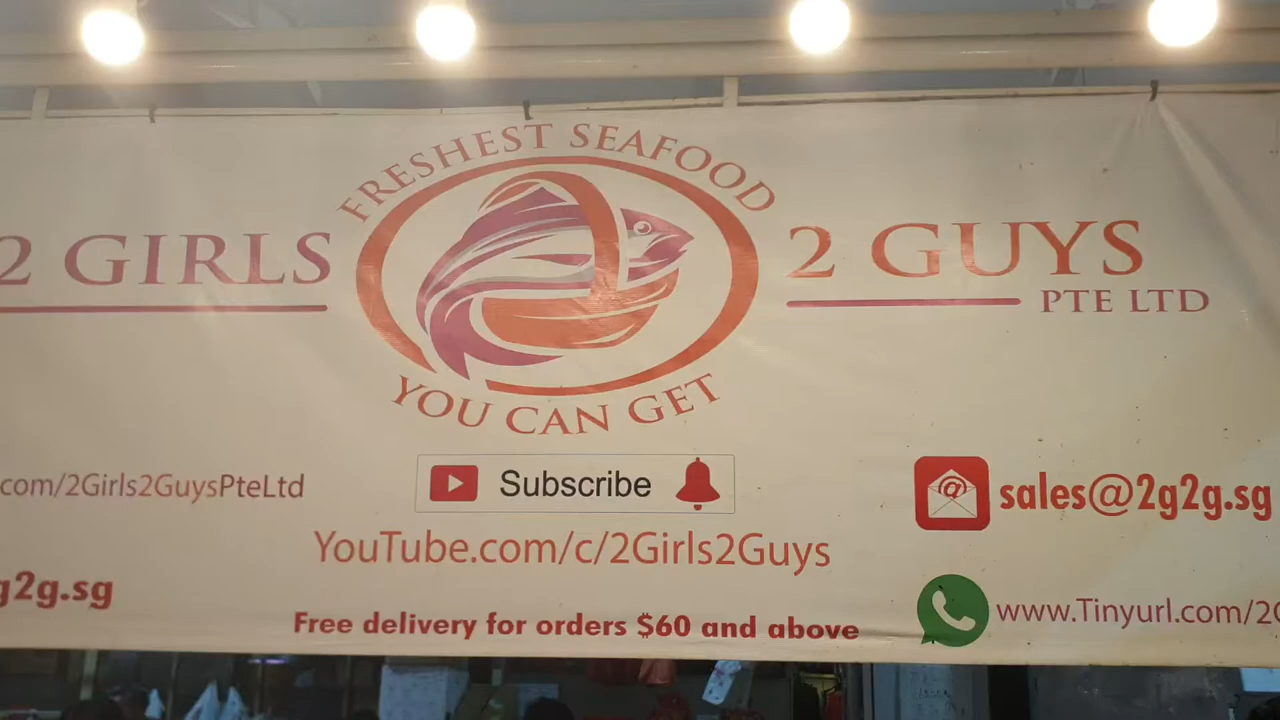 FRESHEST SEAFOOD
2 GIRLS
2 GUYS
PTE LTD
YOU CAN GET
com/2Girls2GuysPteLtd
Subscribe
sales@2g2g.sg
YouTube.com/c/2Girls2Guys
g2g.sg
www.Tinyurl.com/2G
Free delivery for orders $60 and above